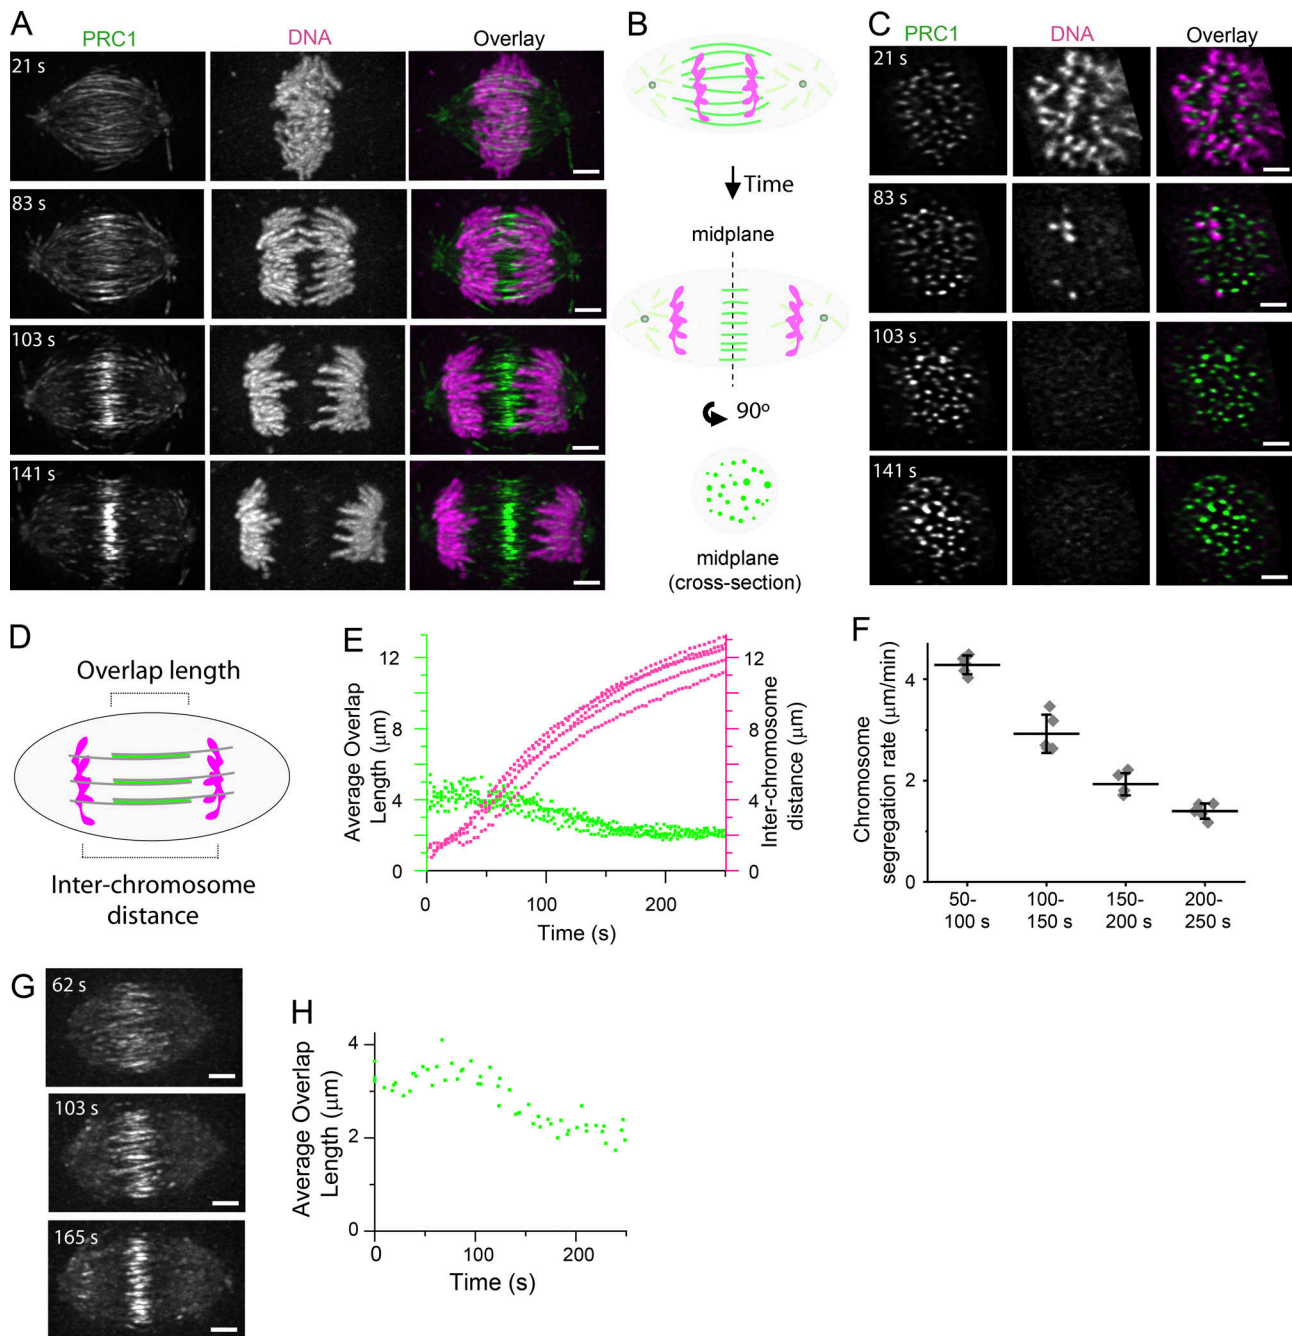 A
PRC1
DNA
Overlay
21 s
83 s
103 s
141 s
B
Time
midplane
90º
midplane
(cross-section)
C
PRC1
DNA
Overlay
21 s
83 s
103 s
141 s
D
Overlap length
Inter-chromosome
distance
E
Average Overlap
Length (μm)
12
8
4
0
Inter-chromosome
distance (μm)
12
8
4
0
0
100
200
Time (s)
F
Chromosome
segregation rate (μm/min)
4
2
0
50-
100 s
100-
150 s
150-
200 s
200-
250 s
G
62 s
103 s
165 s
H
Average Overlap
Length (μm)
4
2
0
0
100
200
Time (s)